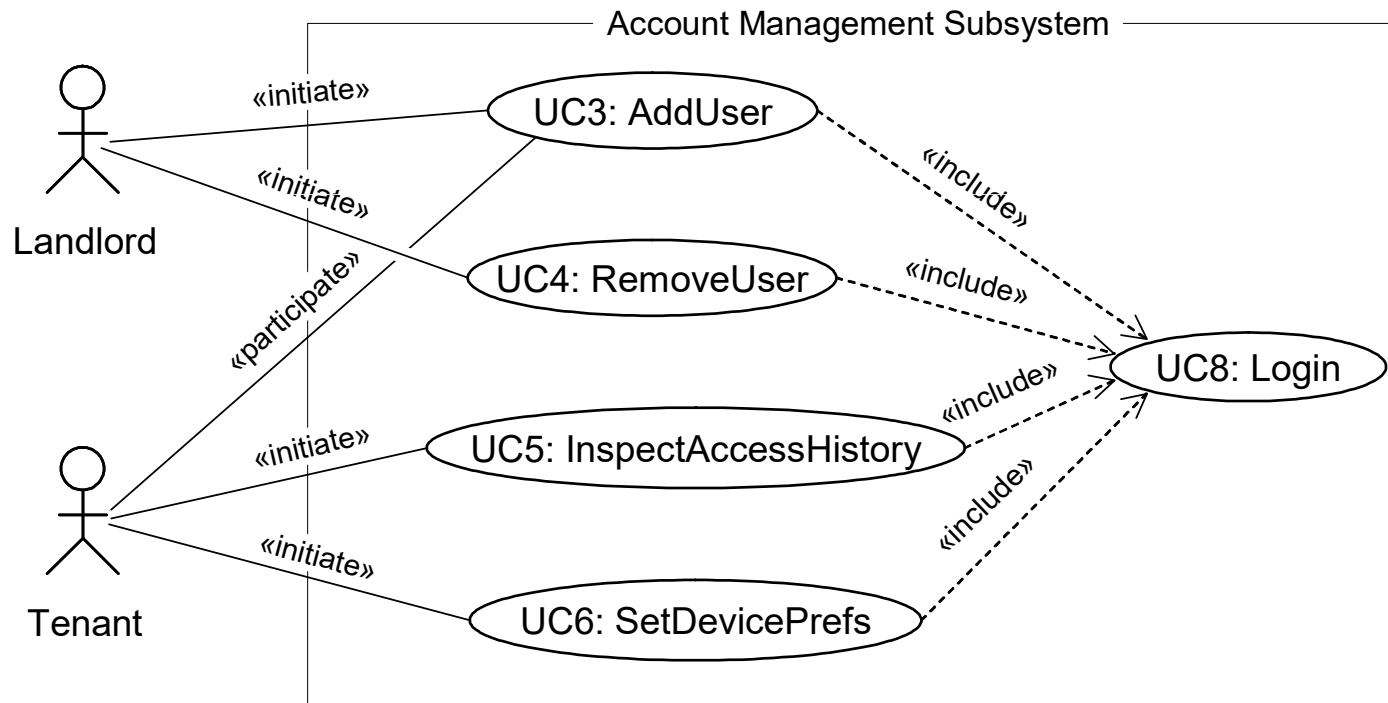 Account Management Subsystem
«initiate»
UC3: AddUser
«include»
«initiate»
Landlord
UC4: RemoveUser
«include»
«participate»
UC8: Login
«include»
«initiate»
UC5: InspectAccessHistory
«include»
«initiate»
UC6: SetDevicePrefs
Tenant